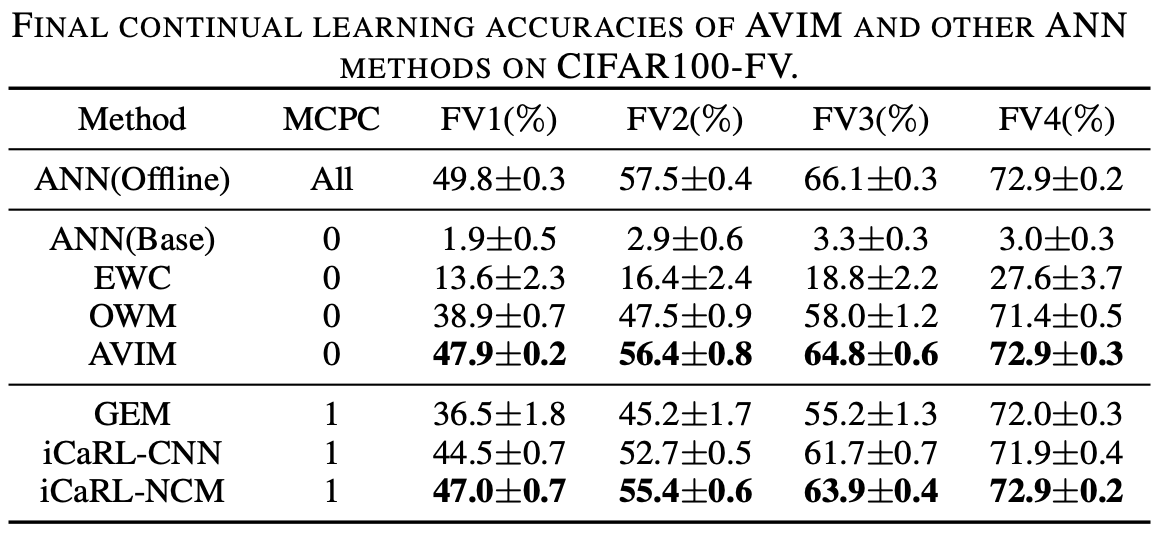 FINAL CONTINUAL LEARNING ACCURACIES OF AVIM AND OTHER ANN
METHODS ON CIFAR100-FV.
Method MCPC FV1(%) FV2(%) FV3(%) FV4(%)
ANN(Offline) All 49.8±0.3 57.5±0.4 66.1±0.3 72.9±0.2
ANN(Base) 0 1.9±0.5 2.9±0.6 3.3±0.3 3.0±0.3
EWC 0 13.6±2.3 16.4±2.4 18.8±2.2 27.6±3.7
OWM 0 38.9±0.7 47.5±0.9 58.0±1.2 71.4±0.5
AVIM 0 47.9±0.2 56.4±0.8 64.8±0.6 72.9±0.3
GEM 1 36.5±1.8 45.2±1.7 55.2±1.3 72.0±0.3
iCaRL-CNN 1 44.5±0.7 52.7±0.5 61.7±0.7 71.9±0.4
iCaRL-NCM 1 47.0±0.7 55.4±0.6 63.9±0.4 72.9±0.2